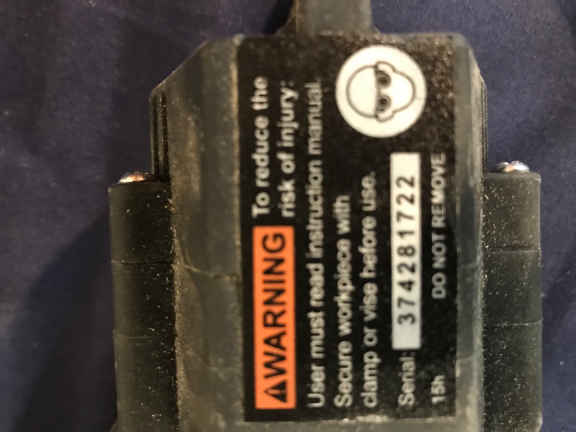 ⚠WARNING To reduce the
risk of injury:
User must read instruction manual.
Secure workpiece with
clamp or vise before use.
Serial: 374281722
15h DO NOT REMOVE